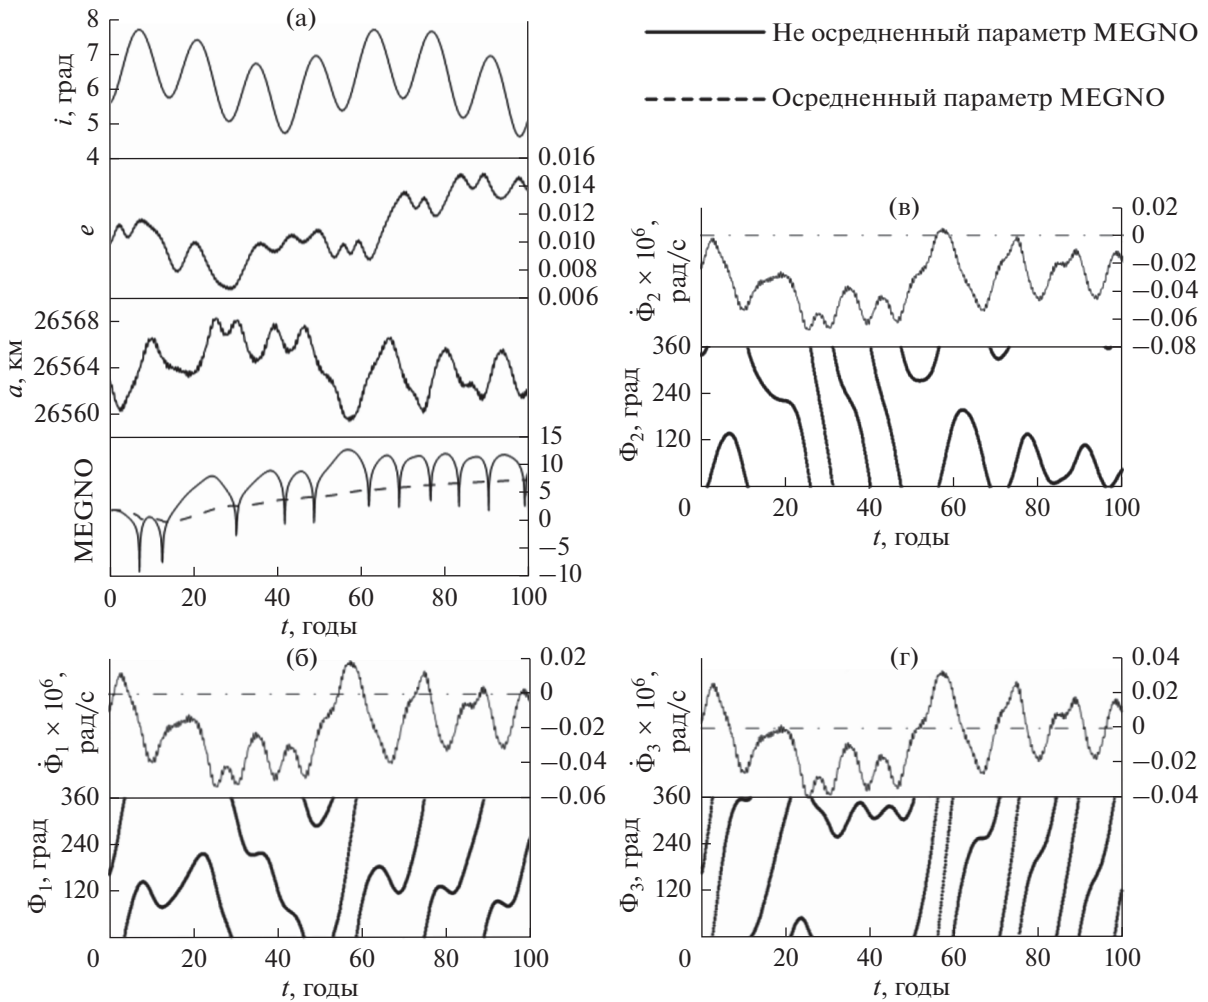 (а)
Не осредненный параметр MEGNO
Осредненный параметр MEGNO
i, град
8
7
6
5
4
e
0.016
0.014
0.012
0.010
0.008
0.006
a, км
26568
26564
26560
MEGNO
15
10
5
0
−5
−10
0 20 40 60 80 100
t, годы
(в)
Φ̇₂ × 10⁶,
рад/с
0.02
0
−0.02
−0.04
−0.06
−0.08
Φ₂, град
360
240
120
0 20 40 60 80 100
t, годы
(б)
Φ̇₁ × 10⁶,
рад/с
0.02
0
−0.02
−0.04
−0.06
Φ₁, град
360
240
120
0 20 40 60 80 100
t, годы
(г)
Φ̇₃ × 10⁶,
рад/с
0.04
0.02
0
−0.02
−0.04
Φ₃, град
360
240
120
0 20 40 60 80 100
t, годы